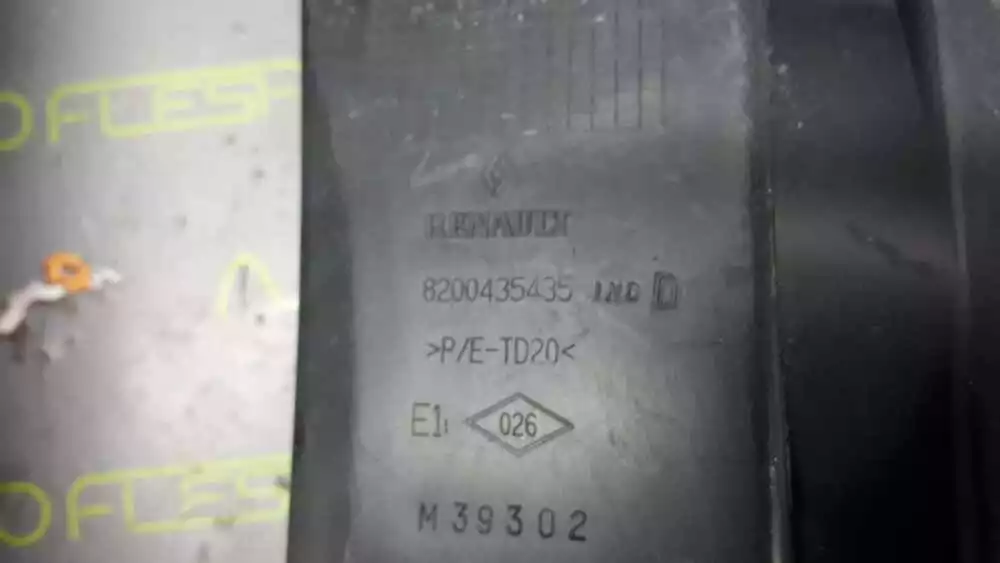 RENAULT
8200435435 IND D
>P/E-TD20<
E1 026
M39302